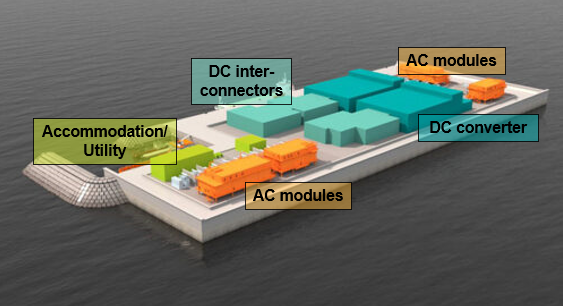 AC modules
DC inter-
connectors
Accommodation/
Utility
DC converter
AC modules